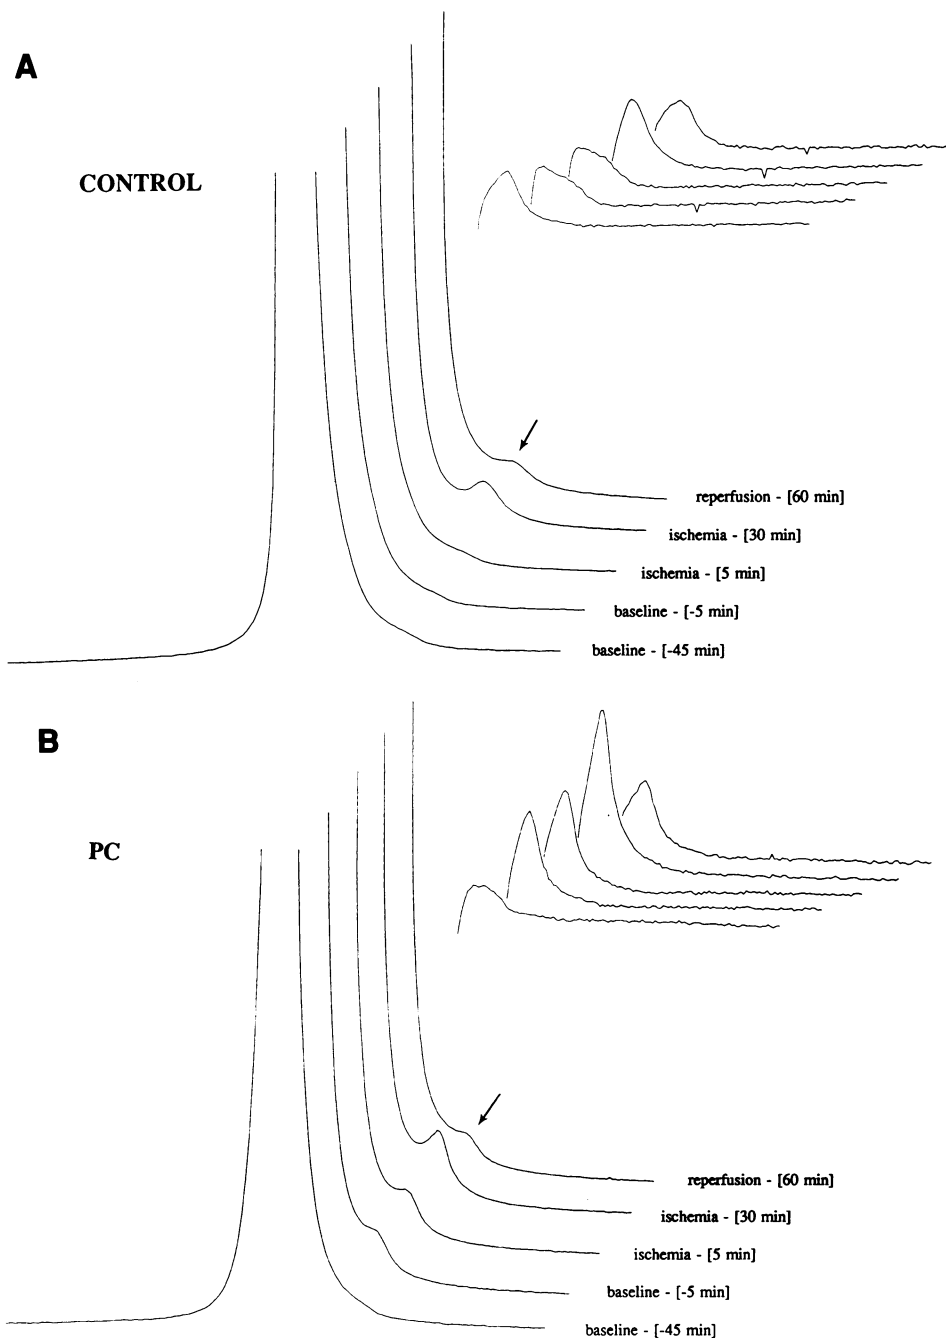 A
CONTROL
reperfusion - [60 min]
ischemia - [30 min]
ischemia - [5 min]
baseline - [-5 min]
baseline - [-45 min]
B
PC
reperfusion - [60 min]
ischemia - [30 min]
ischemia - [5 min]
baseline - [-5 min]
baseline - [-45 min]